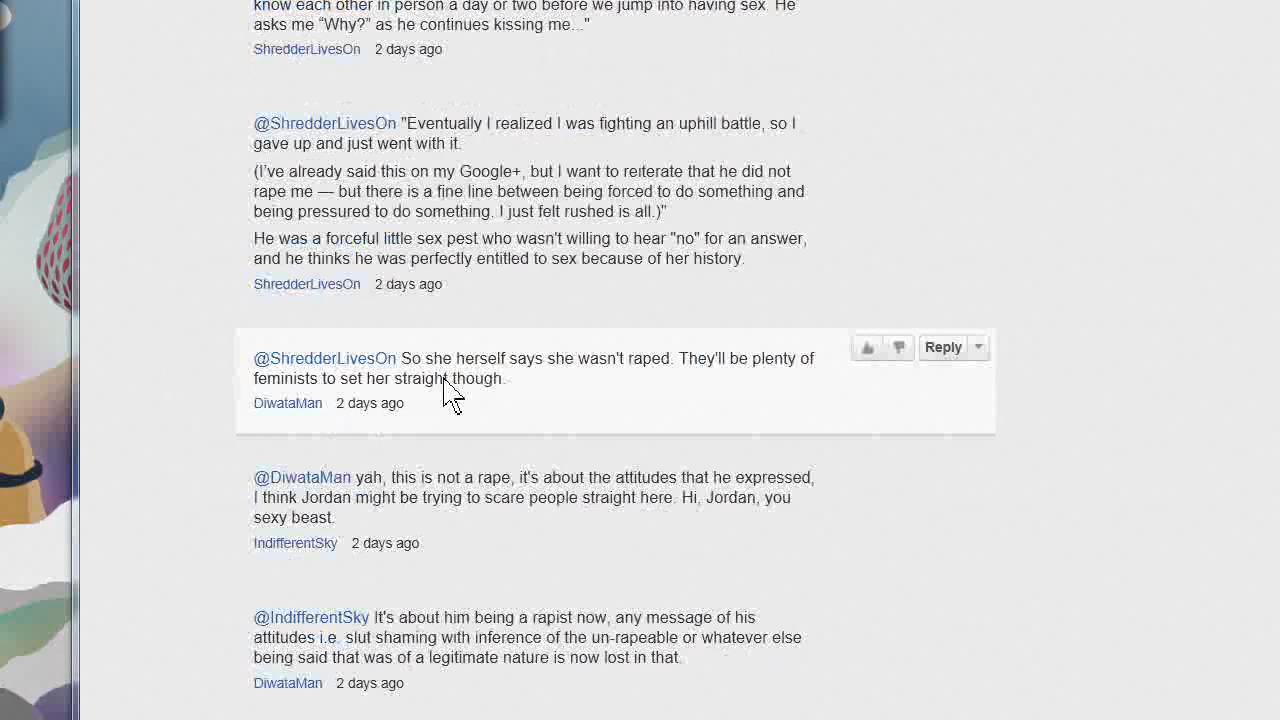 know each other in person a day or two before we jump into having sex. He
asks me “Why?” as he continues kissing me..."
ShredderLivesOn 2 days ago
@ShredderLivesOn "Eventually I realized I was fighting an uphill battle, so I
gave up and just went with it.
(I’ve already said this on my Google+, but I want to reiterate that he did not
rape me — but there is a fine line between being forced to do something and
being pressured to do something. I just felt rushed is all.)"
He was a forceful little sex pest who wasn't willing to hear "no" for an answer,
and he thinks he was perfectly entitled to sex because of her history.
ShredderLivesOn 2 days ago
@ShredderLivesOn So she herself says she wasn't raped. They'll be plenty of
feminists to set her straight though.
Reply
DiwataMan 2 days ago
@DiwataMan yah, this is not a rape, it's about the attitudes that he expressed,
I think Jordan might be trying to scare people straight here. Hi, Jordan, you
sexy beast.
IndifferentSky 2 days ago
@IndifferentSky It's about him being a rapist now, any message of his
attitudes i.e. slut shaming with inference of the un-rapeable or whatever else
being said that was of a legitimate nature is now lost in that.
DiwataMan 2 days ago